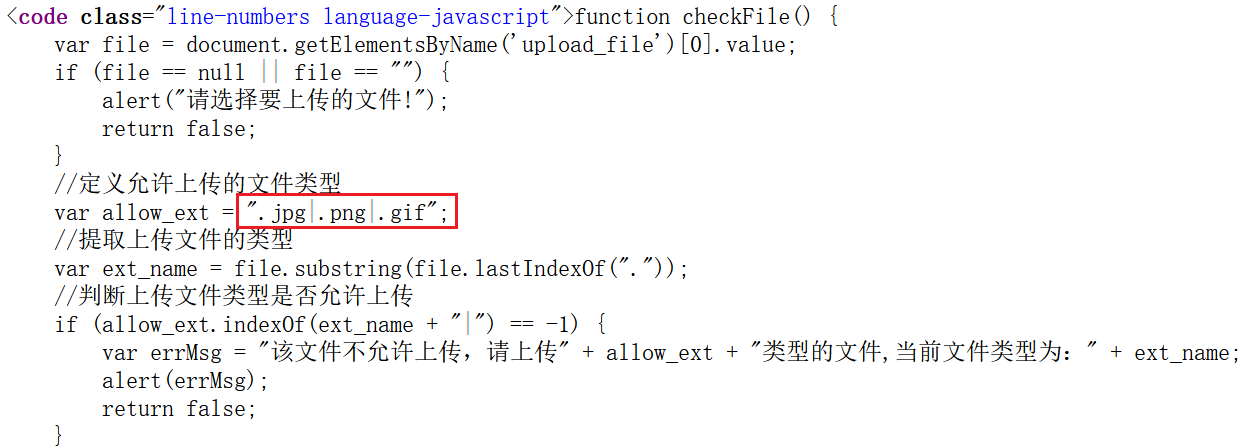 <code class="line-numbers language-javascript">function checkFile() {
var file = document.getElementsByName('upload_file')[0].value;
if (file == null || file == "") {
alert("请选择要上传的文件!");
return false;
}
//定义允许上传的文件类型
var allow_ext = ".jpg|.png|.gif";
//提取上传文件的类型
var ext_name = file.substring(file.lastIndexOf("."));
//判断上传文件类型是否允许上传
if (allow_ext.indexOf(ext_name + "|") == -1) {
var errMsg = "该文件不允许上传，请上传" + allow_ext + "类型的文件,当前文件类型为：" + ext_name;
alert(errMsg);
return false;
}